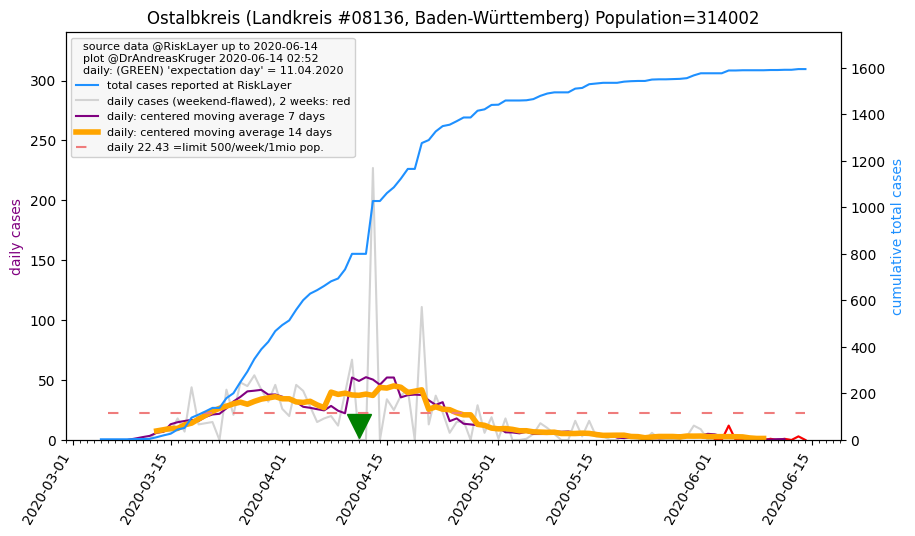 Ostalbkreis (Landkreis #08136, Baden-Württemberg) Population=314002
source data @RiskLayer up to 2020-06-14
plot @DrAndreasKruger 2020-06-14 02:52
daily: (GREEN) 'expectation day' = 11.04.2020
total cases reported at RiskLayer
daily cases (weekend-flawed), 2 weeks: red
daily: centered moving average 7 days
daily: centered moving average 14 days
daily 22.43 =limit 500/week/1mio pop.
daily cases
300
250
200
150
100
50
0
cumulative total cases
1600
1400
1200
1000
800
600
400
200
0
2020-03-01
2020-03-15
2020-04-01
2020-04-15
2020-05-01
2020-05-15
2020-06-01
2020-06-15